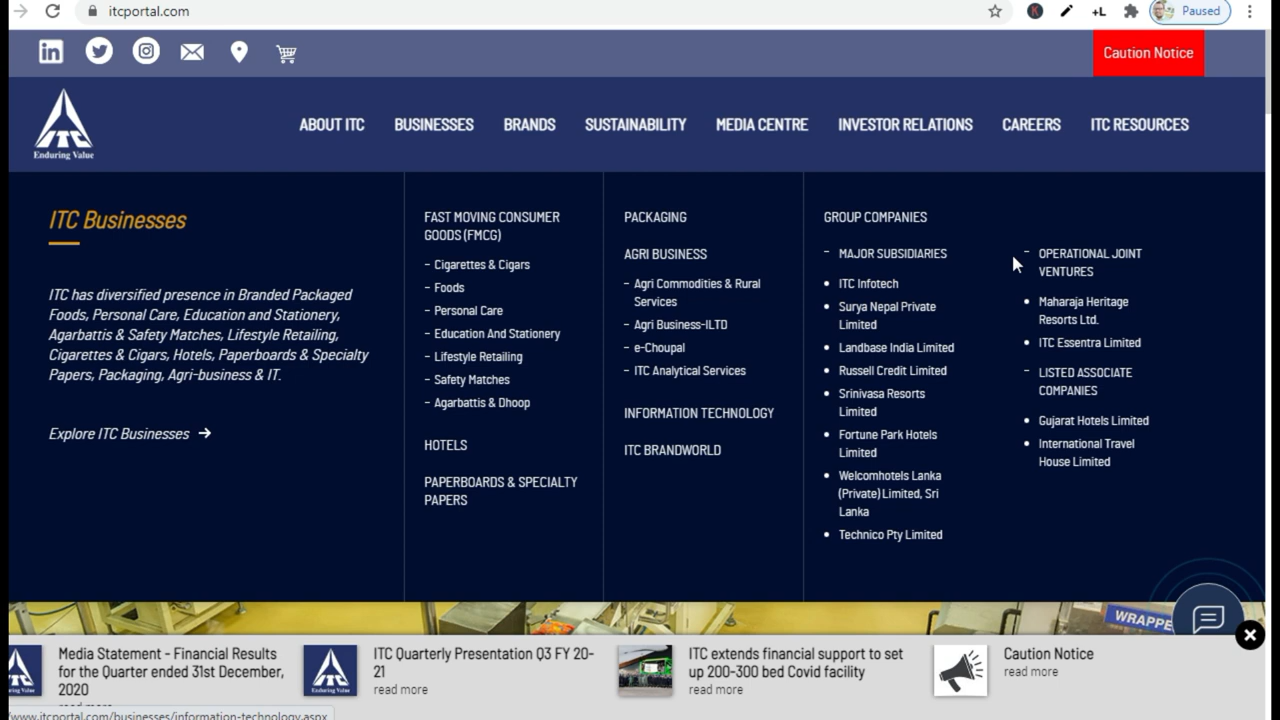 itcportal.com
+L
Paused
in
Caution Notice
ITC
Enduring Value
ABOUT ITC
BUSINESSES
BRANDS
SUSTAINABILITY
MEDIA CENTRE
INVESTOR RELATIONS
CAREERS
ITC RESOURCES
ITC Businesses
ITC has diversified presence in Branded Packaged
Foods, Personal Care, Education and Stationery,
Agarbattis & Safety Matches, Lifestyle Retailing,
Cigarettes & Cigars, Hotels, Paperboards & Specialty
Papers, Packaging, Agri-business & IT.
Explore ITC Businesses →
FAST MOVING CONSUMER
GOODS (FMCG)
– Cigarettes & Cigars
– Foods
– Personal Care
– Education And Stationery
– Lifestyle Retailing
– Safety Matches
– Agarbattis & Dhoop
HOTELS
PAPERBOARDS & SPECIALTY
PAPERS
PACKAGING
AGRI BUSINESS
– Agri Commodities & Rural
Services
– Agri Business-ILTD
– e-Choupal
– ITC Analytical Services
INFORMATION TECHNOLOGY
ITC BRANDWORLD
GROUP COMPANIES
– MAJOR SUBSIDIARIES
• ITC Infotech
• Surya Nepal Private
Limited
• Landbase India Limited
• Russell Credit Limited
• Srinivasa Resorts
Limited
• Fortune Park Hotels
Limited
• Welcomhotels Lanka
(Private) Limited, Sri
Lanka
• Technico Pty Limited
– OPERATIONAL JOINT
VENTURES
• Maharaja Heritage
Resorts Ltd.
• ITC Essentra Limited
– LISTED ASSOCIATE
COMPANIES
• Gujarat Hotels Limited
• International Travel
House Limited
WRAPPE
Media Statement - Financial Results
for the Quarter ended 31st December,
2020
read more
ITC Quarterly Presentation Q3 FY 20-
21
read more
ITC extends financial support to set
up 200-300 bed Covid facility
read more
Caution Notice
read more
www.itcportal.com/businesses/information-technology.aspx